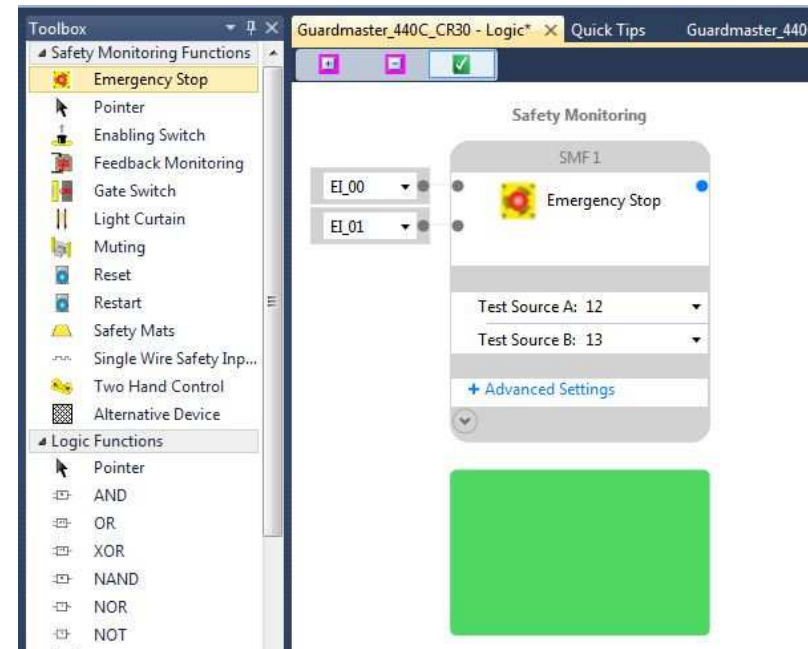 Toolbox
Safety Monitoring Functions
Emergency Stop
Pointer
Enabling Switch
Feedback Monitoring
Gate Switch
Light Curtain
Muting
Reset
Restart
Safety Mats
Single Wire Safety Inp...
Two Hand Control
Alternative Device
Logic Functions
Pointer
AND
OR
XOR
NAND
NOR
NOT
Guardmaster_440C_CR30 - Logic* Quick Tips Guardmaster_440
Safety Monitoring
SMF1
EI_00
EI_01
Emergency Stop
Test Source A: 12
Test Source B: 13
+ Advanced Settings